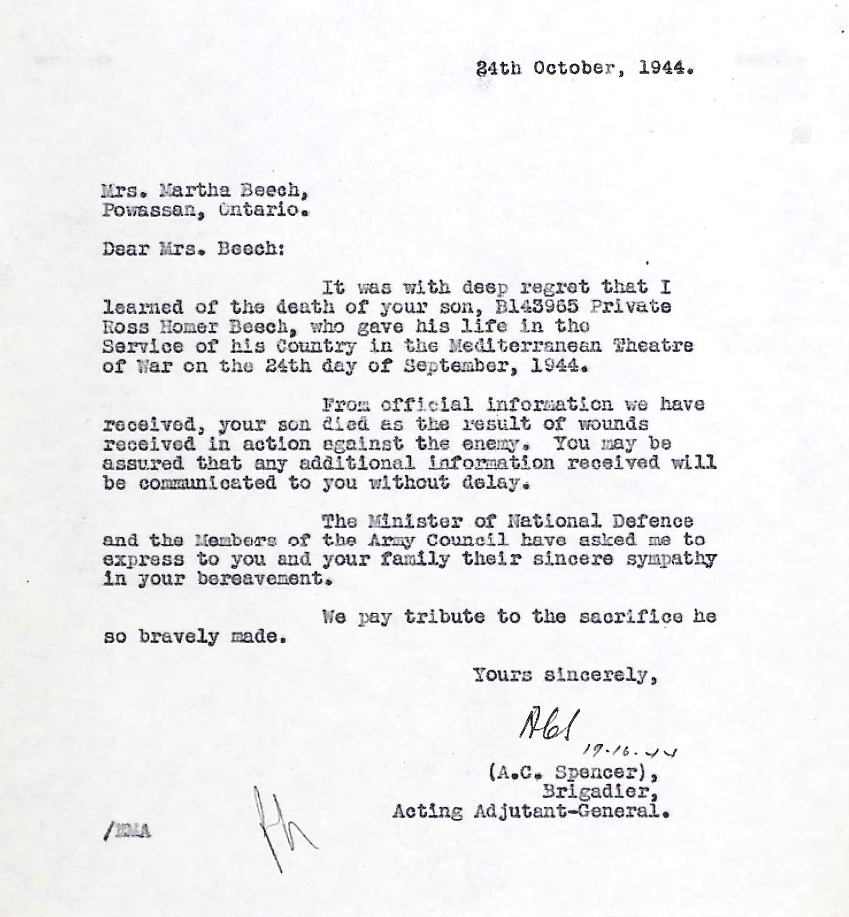 24th October, 1944.
Mrs. Martha Beech,
Powassan, Ontario.
Dear Mrs. Beech:
It was with deep regret that I
learned of the death of your son, B143965 Private
Ross Homer Beech, who gave his life in the
Service of his Country in the Mediterranean Theatre
of War on the 24th day of September, 1944.
From official information we have
received, your son died as the result of wounds
received in action against the enemy. You may be
assured that any additional information received will
be communicated to you without delay.
The Minister of National Defence
and the Members of the Army Council have asked me to
express to you and your family their sincere sympathy
in your bereavement.
We pay tribute to the sacrifice he
so bravely made.
Yours sincerely,
(A.C. Spencer),
Brigadier,
Acting Adjutant-General.